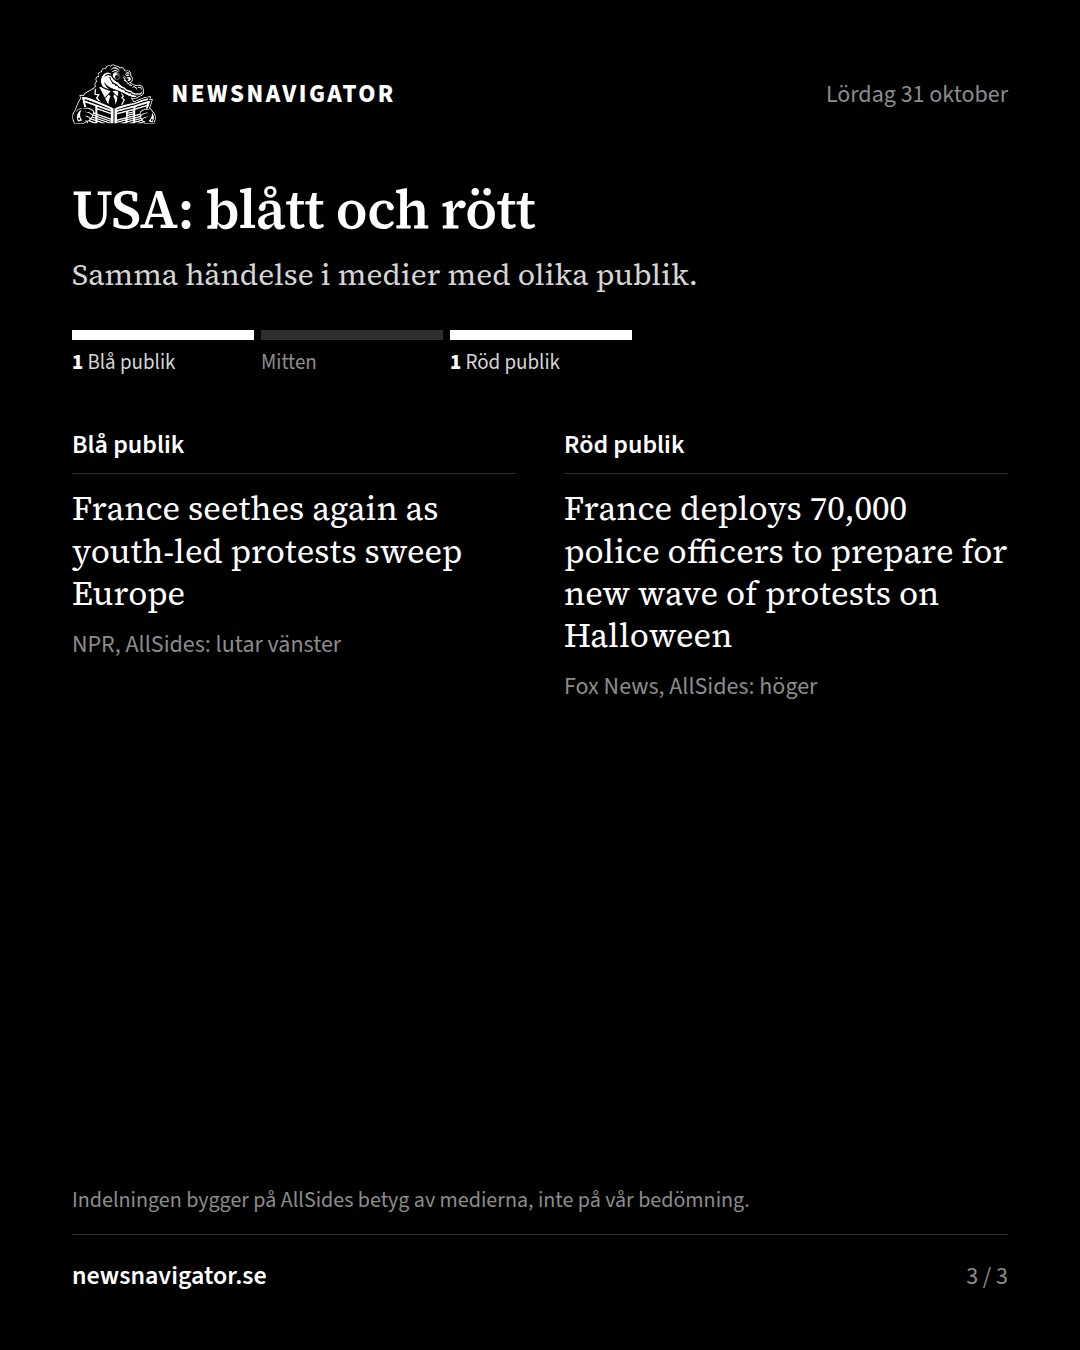 NEWSNAVIGATOR
Lördag 31 oktober
USA: blått och rött
Samma händelse i medier med olika publik.
1 Blå publik
Mitten
1 Röd publik
Blå publik
France seethes again as
youth-led protests sweep
Europe
NPR, AllSides: lutar vänster
Röd publik
France deploys 70,000
police officers to prepare for
new wave of protests on
Halloween
Fox News, AllSides: höger
Indelningen bygger på AllSides betyg av medierna, inte på vår bedömning.
newsnavigator.se
3 / 3